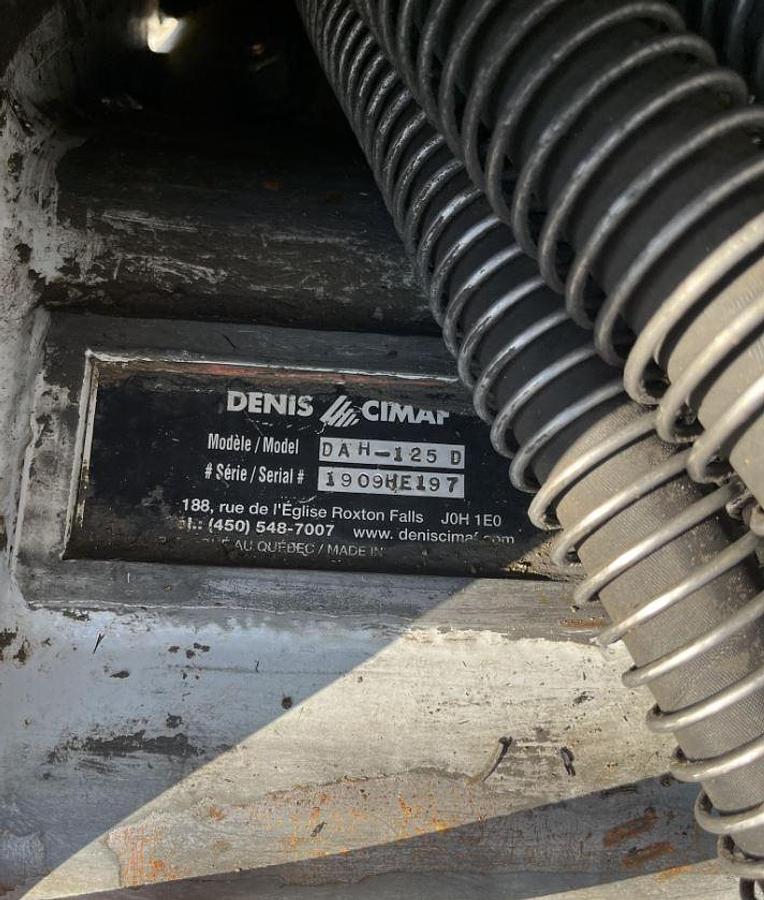 DENIS CIMAF
Modèle / Model DAH-125 D
# Série / Serial # 1909HE197
188, rue de l'Église Roxton Falls J0H 1E0
(450) 548-7007 www.deniscimaf.com
AU QUÉBEC / MADE IN